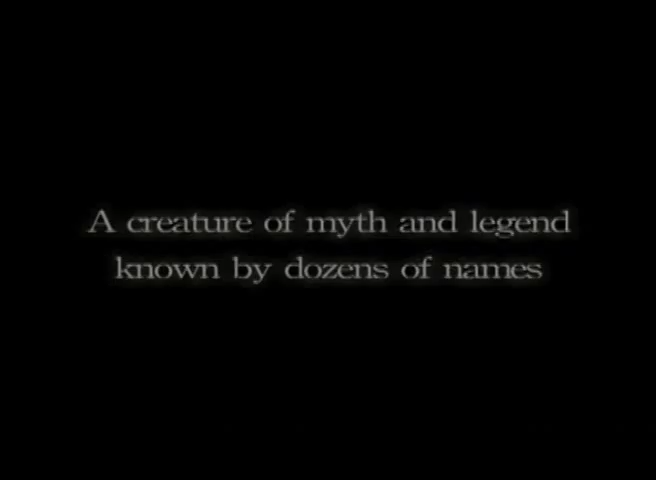 A creature of myth and legend
known by dozens of names